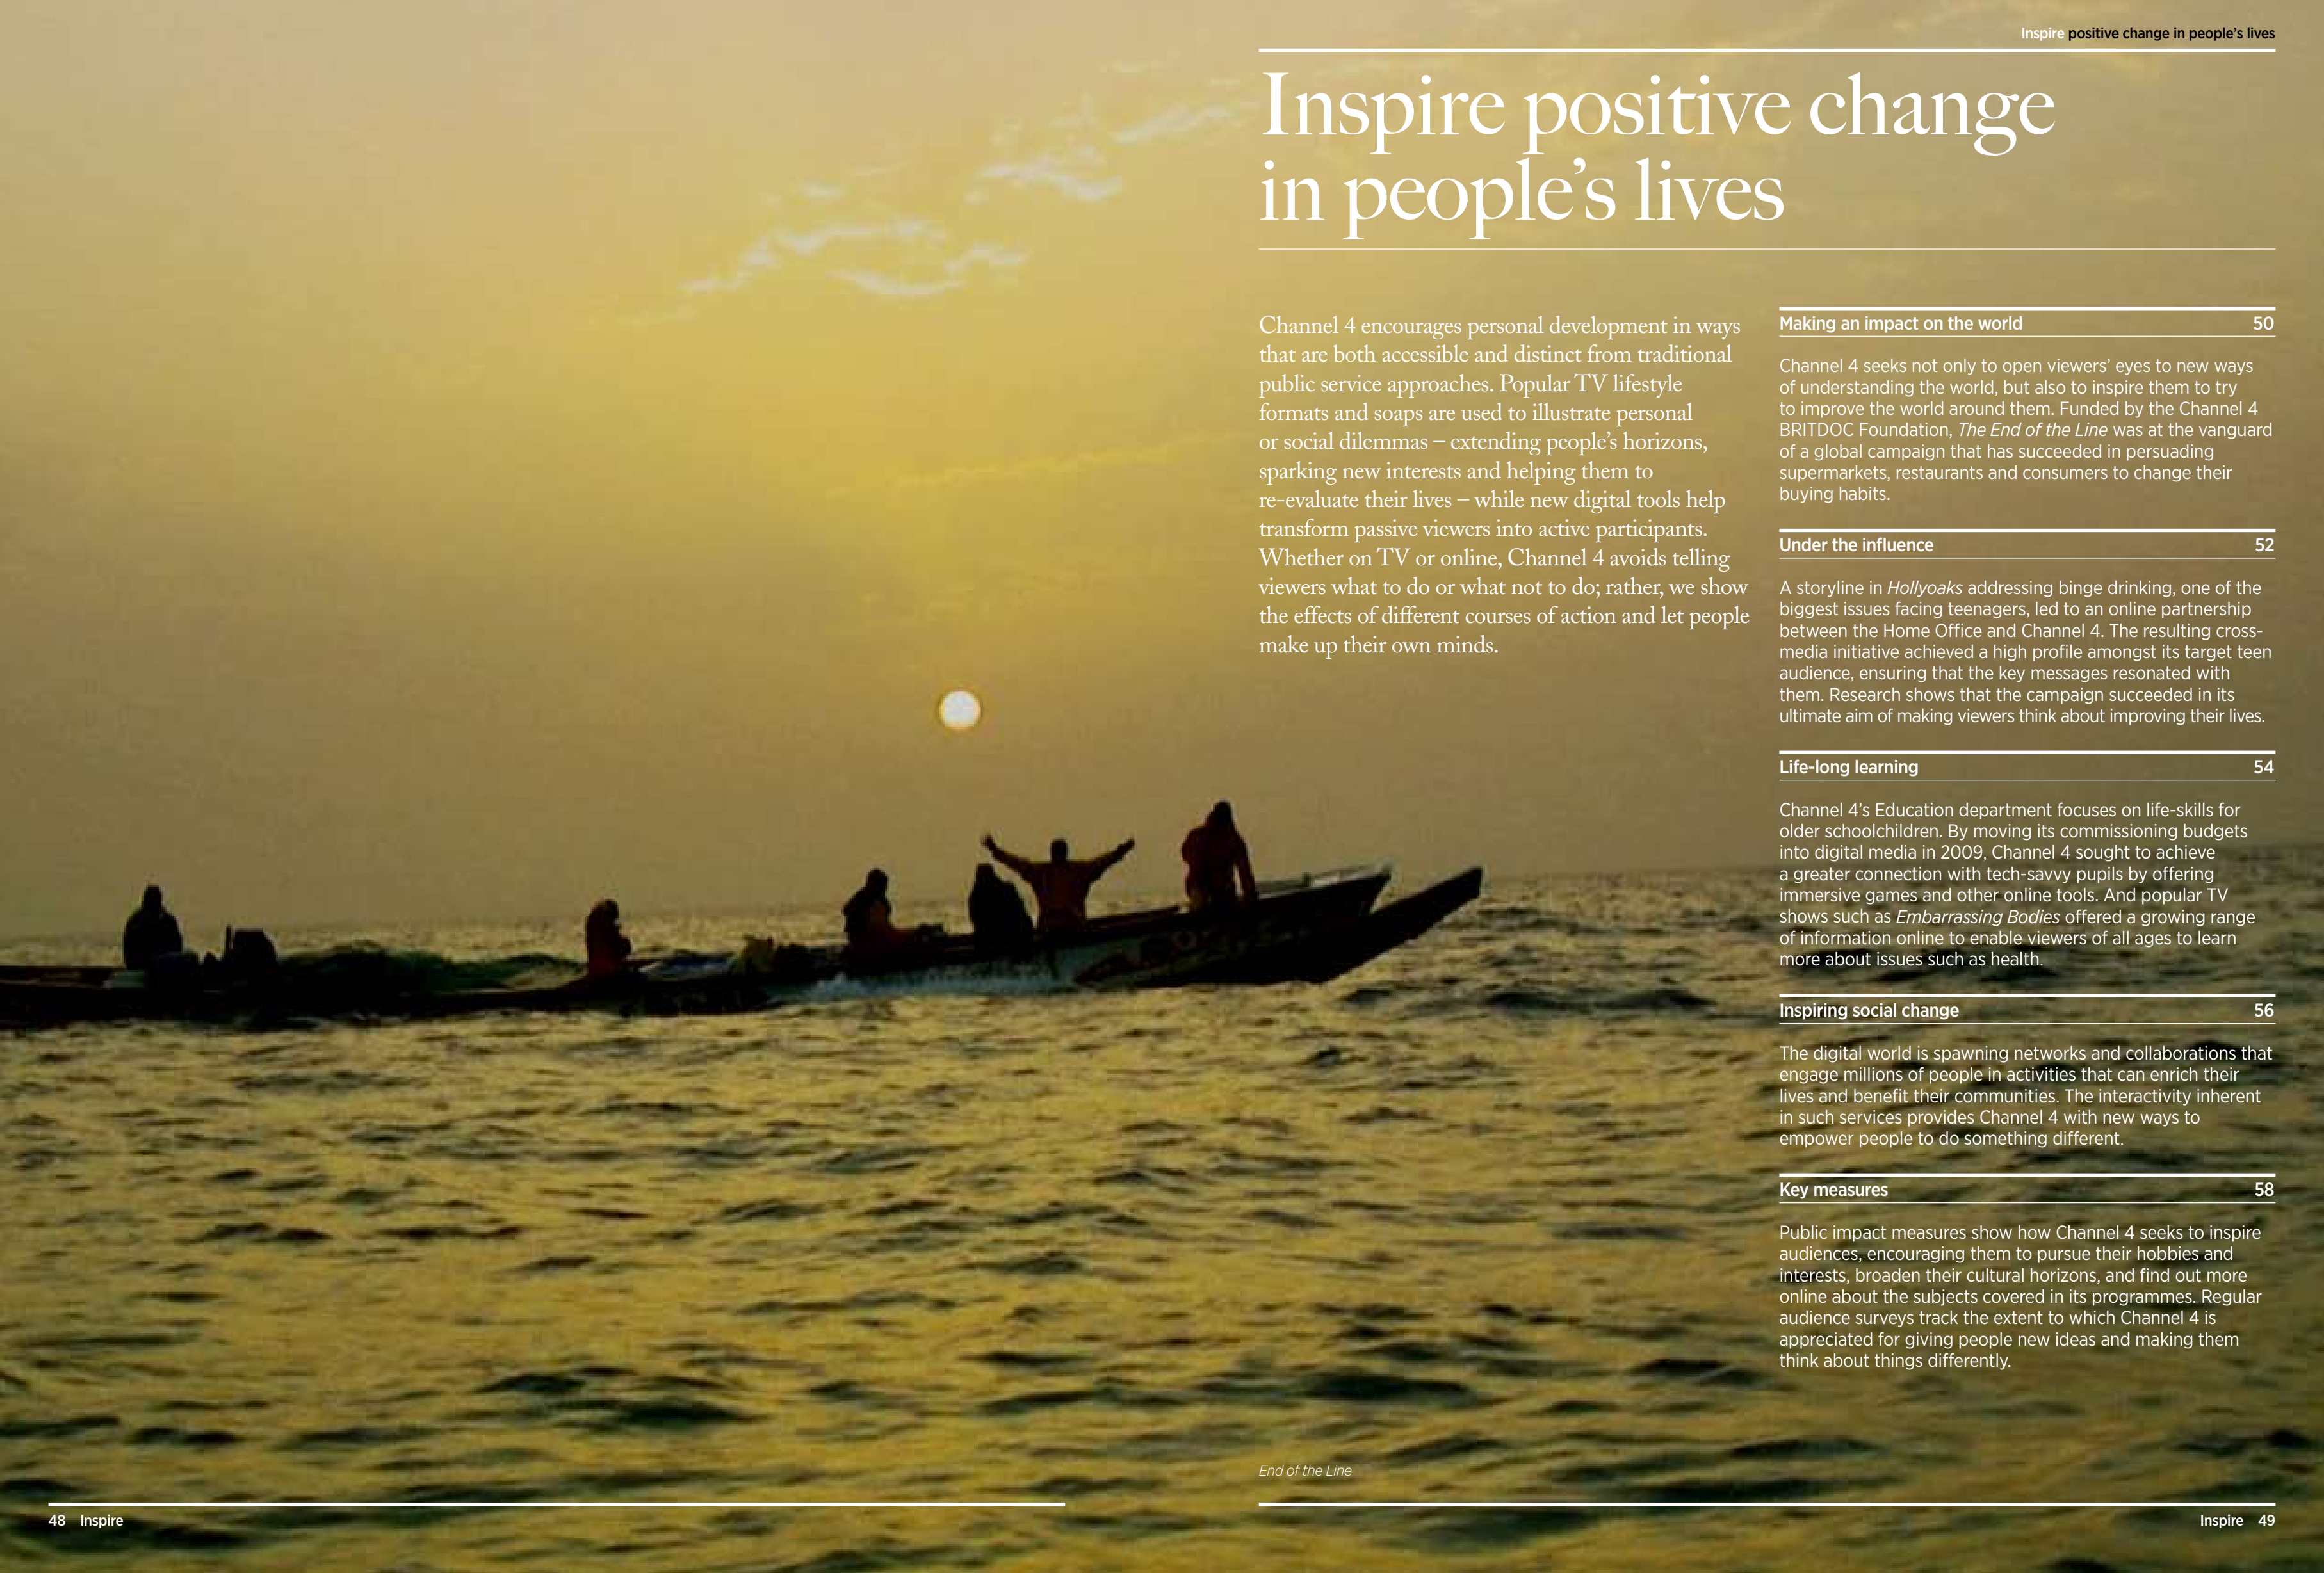 Inspire positive change in people's lives
Inspire positive change
in people's lives
Channel 4 encourages personal development in ways
that are both accessible and distinct from traditional
public service approaches. Popular TV lifestyle
formats and soaps are used to illustrate personal
or social dilemmas – extending people's horizons,
sparking new interests and helping them to
re-evaluate their lives – while new digital tools help
transform passive viewers into active participants.
Whether on TV or online, Channel 4 avoids telling
viewers what to do or what not to do; rather, we show
the effects of different courses of action and let people
make up their own minds.
Making an impact on the world 50
Channel 4 seeks not only to open viewers' eyes to new ways
of understanding the world, but also to inspire them to try
to improve the world around them. Funded by the Channel 4
BRITDOC Foundation, The End of the Line was at the vanguard
of a global campaign that has succeeded in persuading
supermarkets, restaurants and consumers to change their
buying habits.
Under the influence 52
A storyline in Hollyoaks addressing binge drinking, one of the
biggest issues facing teenagers, led to an online partnership
between the Home Office and Channel 4. The resulting cross-
media initiative achieved a high profile amongst its target teen
audience, ensuring that the key messages resonated with
them. Research shows that the campaign succeeded in its
ultimate aim of making viewers think about improving their lives.
Life-long learning 54
Channel 4's Education department focuses on life-skills for
older schoolchildren. By moving its commissioning budgets
into digital media in 2009, Channel 4 sought to achieve
a greater connection with tech-savvy pupils by offering
immersive games and other online tools. And popular TV
shows such as Embarrassing Bodies offered a growing range
of information online to enable viewers of all ages to learn
more about issues such as health.
Inspiring social change 56
The digital world is spawning networks and collaborations that
engage millions of people in activities that can enrich their
lives and benefit their communities. The interactivity inherent
in such services provides Channel 4 with new ways to
empower people to do something different.
Key measures 58
Public impact measures show how Channel 4 seeks to inspire
audiences, encouraging them to pursue their hobbies and
interests, broaden their cultural horizons, and find out more
online about the subjects covered in its programmes. Regular
audience surveys track the extent to which Channel 4 is
appreciated for giving people new ideas and making them
think about things differently.
End of the Line
48 Inspire
Inspire 49